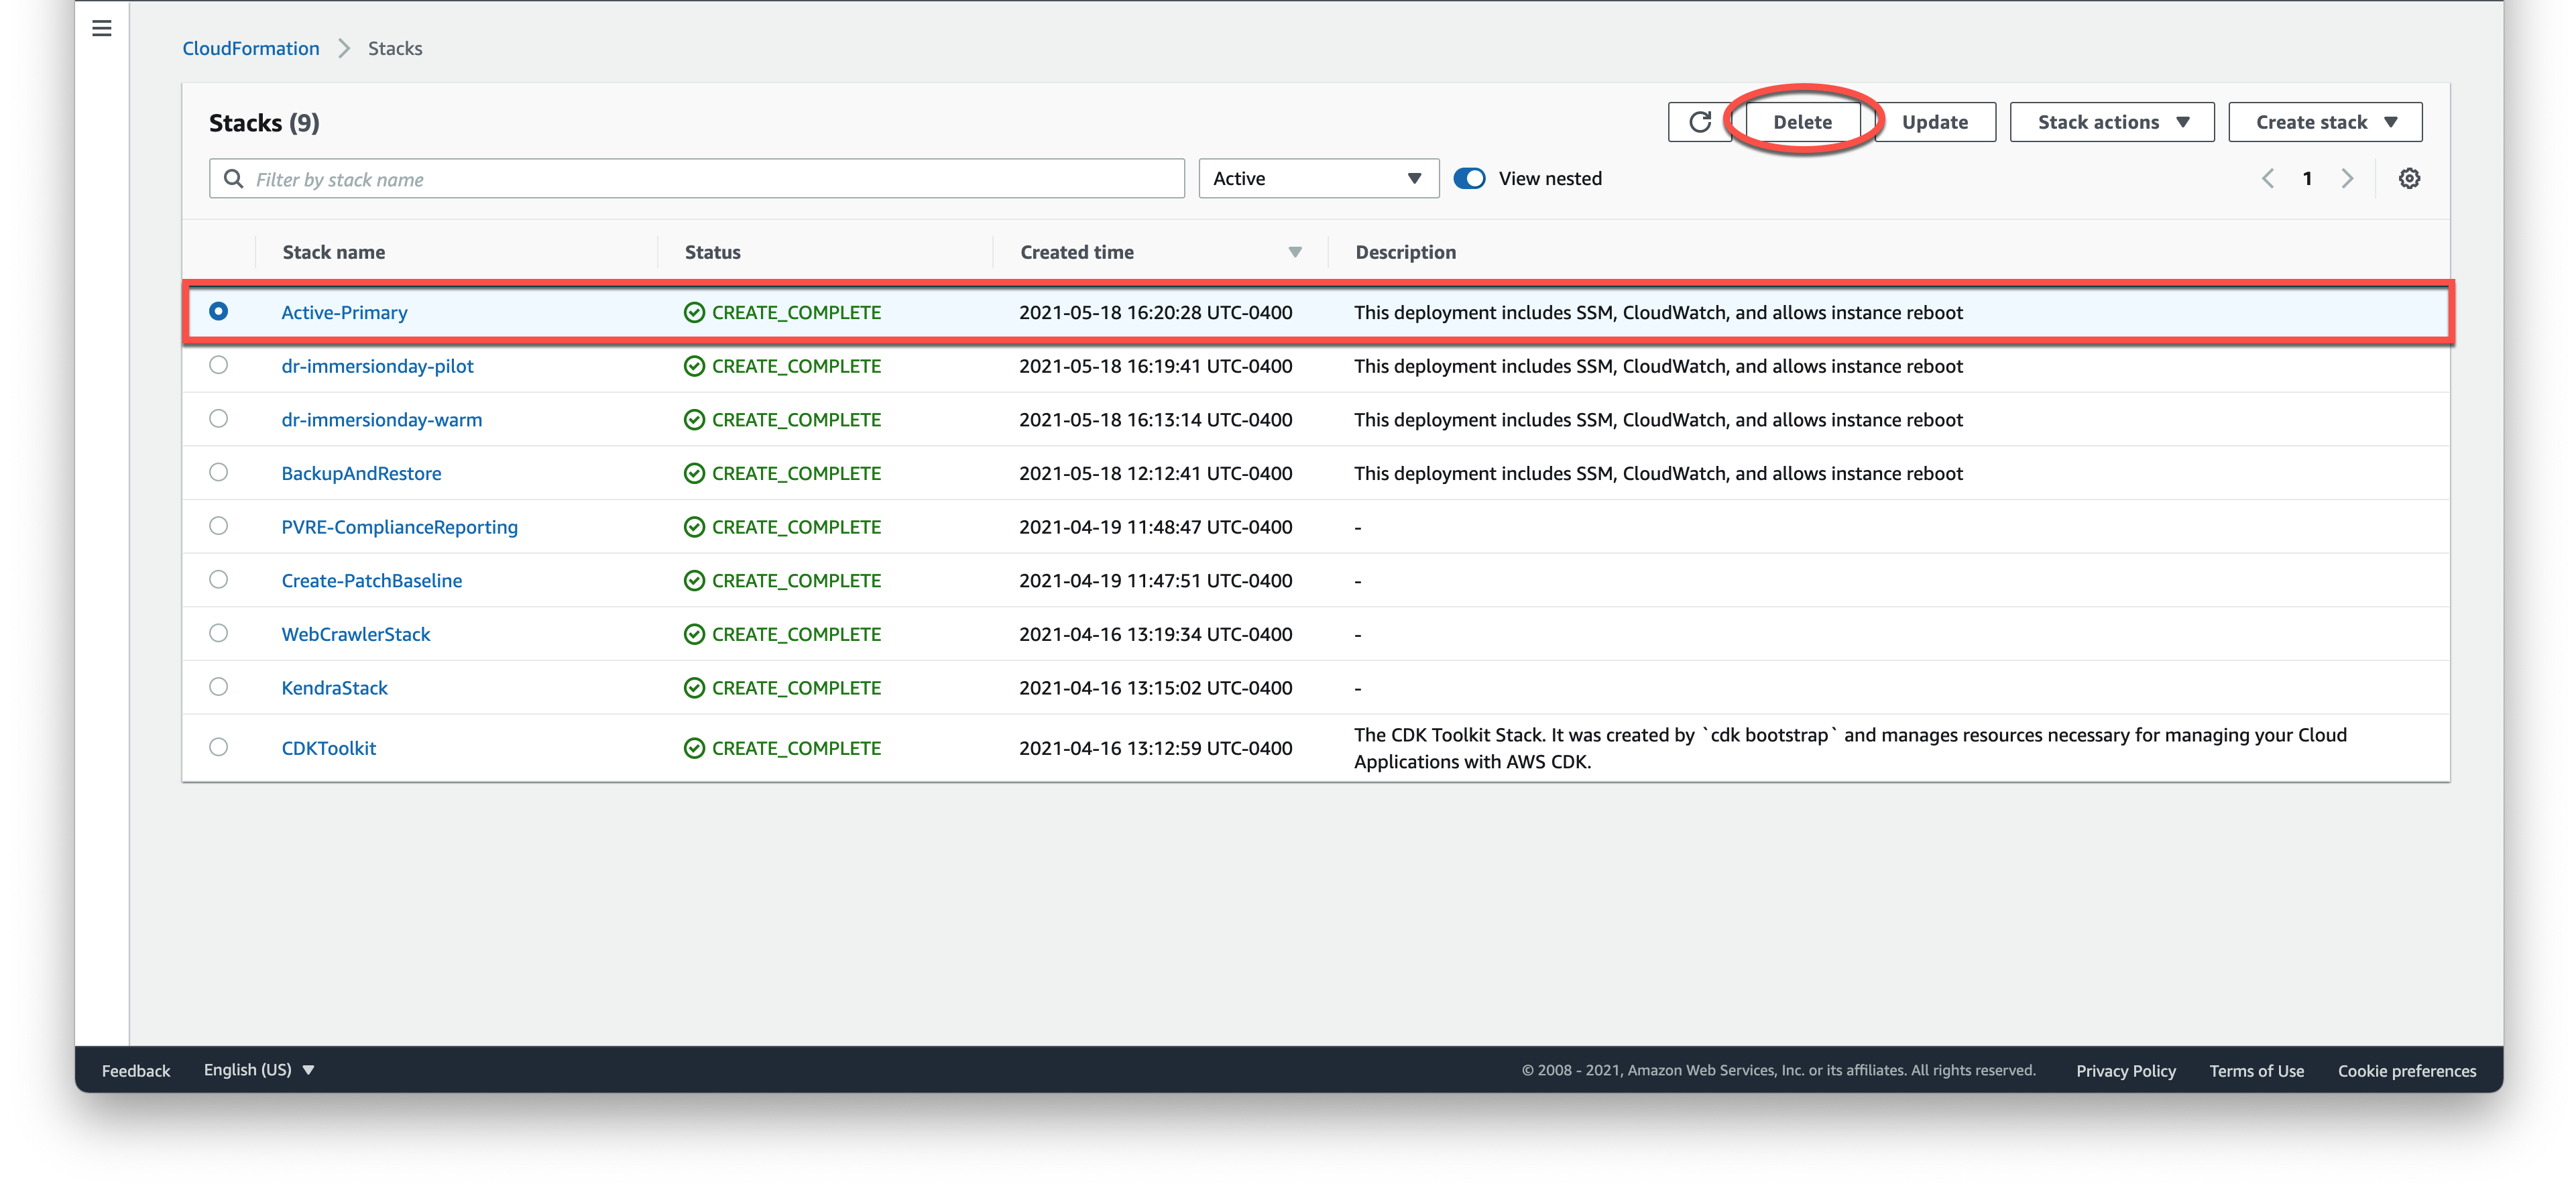 CloudFormation Stacks
Stacks (9)
Delete Update Stack actions Create stack
Filter by stack name Active View nested 1
Stack name Status Created time Description
Active-Primary CREATE_COMPLETE 2021-05-18 16:20:28 UTC-0400 This deployment includes SSM, CloudWatch, and allows instance reboot
dr-immersionday-pilot CREATE_COMPLETE 2021-05-18 16:19:41 UTC-0400 This deployment includes SSM, CloudWatch, and allows instance reboot
dr-immersionday-warm CREATE_COMPLETE 2021-05-18 16:13:14 UTC-0400 This deployment includes SSM, CloudWatch, and allows instance reboot
BackupAndRestore CREATE_COMPLETE 2021-05-18 12:12:41 UTC-0400 This deployment includes SSM, CloudWatch, and allows instance reboot
PVRE-ComplianceReporting CREATE_COMPLETE 2021-04-19 11:48:47 UTC-0400 -
Create-PatchBaseline CREATE_COMPLETE 2021-04-19 11:47:51 UTC-0400 -
WebCrawlerStack CREATE_COMPLETE 2021-04-16 13:19:34 UTC-0400 -
KendraStack CREATE_COMPLETE 2021-04-16 13:15:02 UTC-0400 -
CDKToolkit CREATE_COMPLETE 2021-04-16 13:12:59 UTC-0400 The CDK Toolkit Stack. It was created by `cdk bootstrap` and manages resources necessary for managing your Cloud
Applications with AWS CDK.
Feedback English (US) © 2008 - 2021, Amazon Web Services, Inc. or its affiliates. All rights reserved. Privacy Policy Terms of Use Cookie preferences